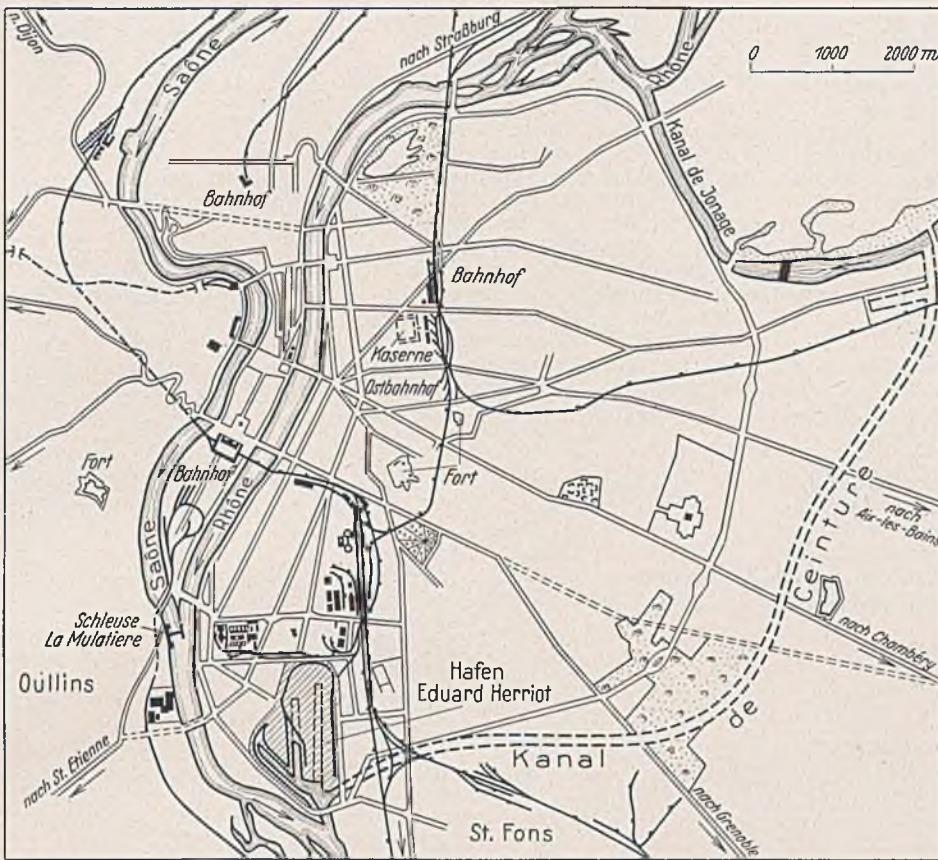 n. Dijon
Saône
nach Straßburg
Rhône
0 1000 2000 m
Kanal de Jonage
Bahnhof
Bahnhof
Kaserne
Ostbahnhof
Fort
Bahnhof
Rhône
Fort
Saône
nach
Aix-les-Bains
Ceinture
nach Chambéry
Schleuse
La Mulatiere
Oullins
Hafen
Eduard Herriot
de
Kanal
nach St. Etienne
St. Fons
nach Grenoble